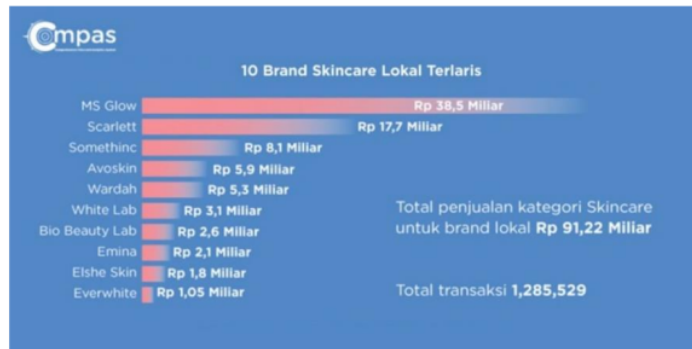 Compas
10 Brand Skincare Lokal Terlaris
MS Glow Rp 38,5 Miliar
Scarlett Rp 17,7 Miliar
Somethinc Rp 8,1 Miliar
Avoskin Rp 5,9 Miliar
Wardah Rp 5,3 Miliar
White Lab Rp 3,1 Miliar
Bio Beauty Lab Rp 2,6 Miliar
Emina Rp 2,1 Miliar
Elshe Skin Rp 1,8 Miliar
Everwhite Rp 1,05 Miliar
Total penjualan kategori Skincare
untuk brand lokal Rp 91,22 Miliar
Total transaksi 1,285,529